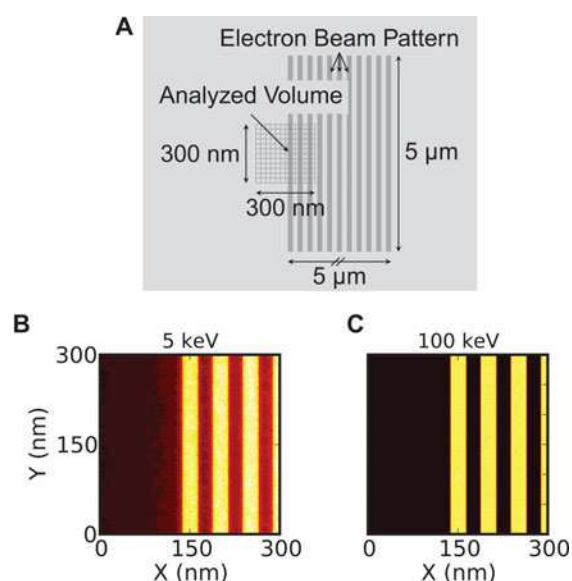 A
Electron Beam Pattern
Analyzed Volume
300 nm
5 µm
300 nm
5 µm
B
5 keV
C
100 keV
300
150
0
Y (nm)
0
150
300
X (nm)
0
150
300
X (nm)